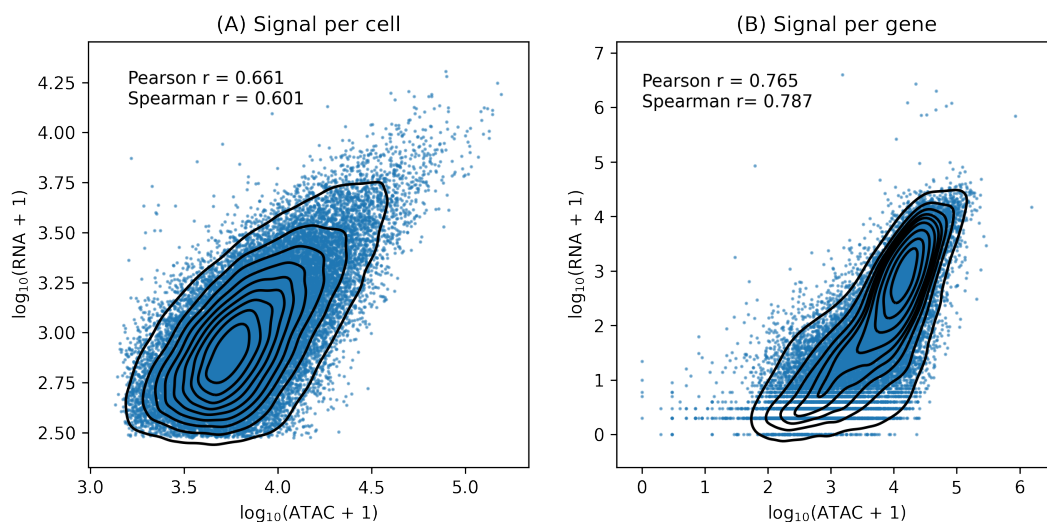 (A) Signal per cell
Pearson r = 0.661
Spearman r = 0.601
4.25
4.00
3.75
3.50
3.25
3.00
2.75
2.50
log₁₀(RNA + 1)
3.0 3.5 4.0 4.5 5.0
log₁₀(ATAC + 1)
(B) Signal per gene
Pearson r = 0.765
Spearman r= 0.787
7
6
5
4
3
2
1
0
log₁₀(RNA + 1)
0 1 2 3 4 5 6
log₁₀(ATAC + 1)